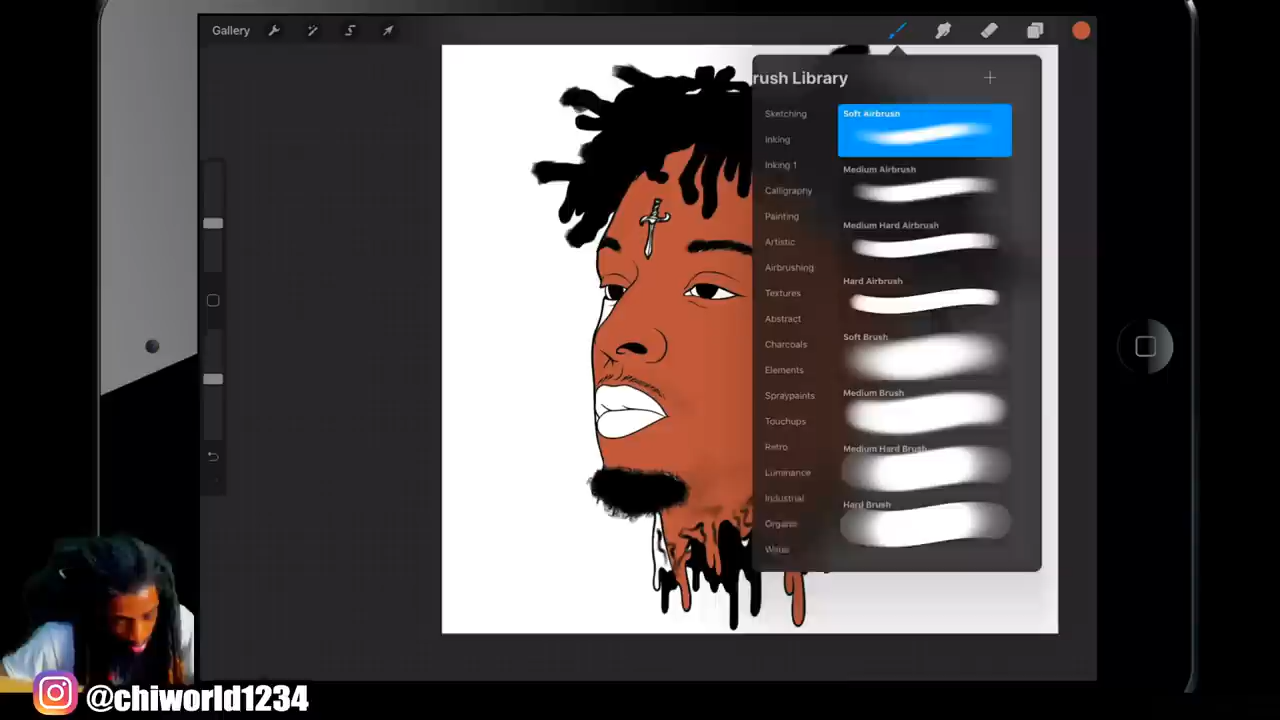 Gallery
rush Library
Sketching
Inking
Inking 1
Calligraphy
Painting
Artistic
Airbrushing
Textures
Abstract
Charcoals
Elements
Spraypaints
Touchups
Retro
Luminance
Industrial
Organic
Water
Soft Airbrush
Medium Airbrush
Medium Hard Airbrush
Hard Airbrush
Soft Brush
Medium Brush
Medium Hard Brush
Hard Brush
@chiworld1234